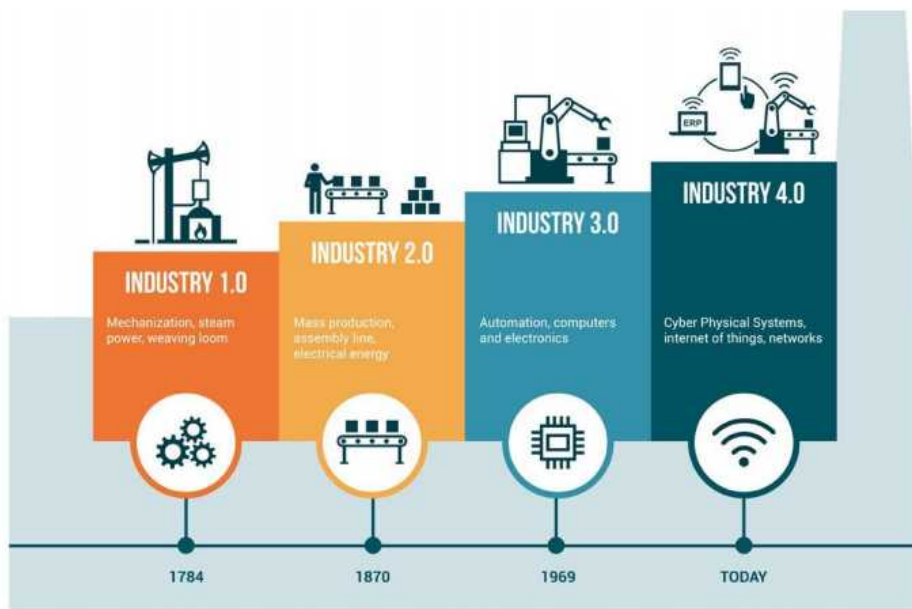 ERP
INDUSTRY 1.0
INDUSTRY 2.0
INDUSTRY 3.0
INDUSTRY 4.0
Mechanization, steam
power, weaving loom
Mass production,
assembly line,
electrical energy
Automation, computers
and electronics
Cyber Physical Systems,
internet of things, networks
1784
1870
1969
TODAY